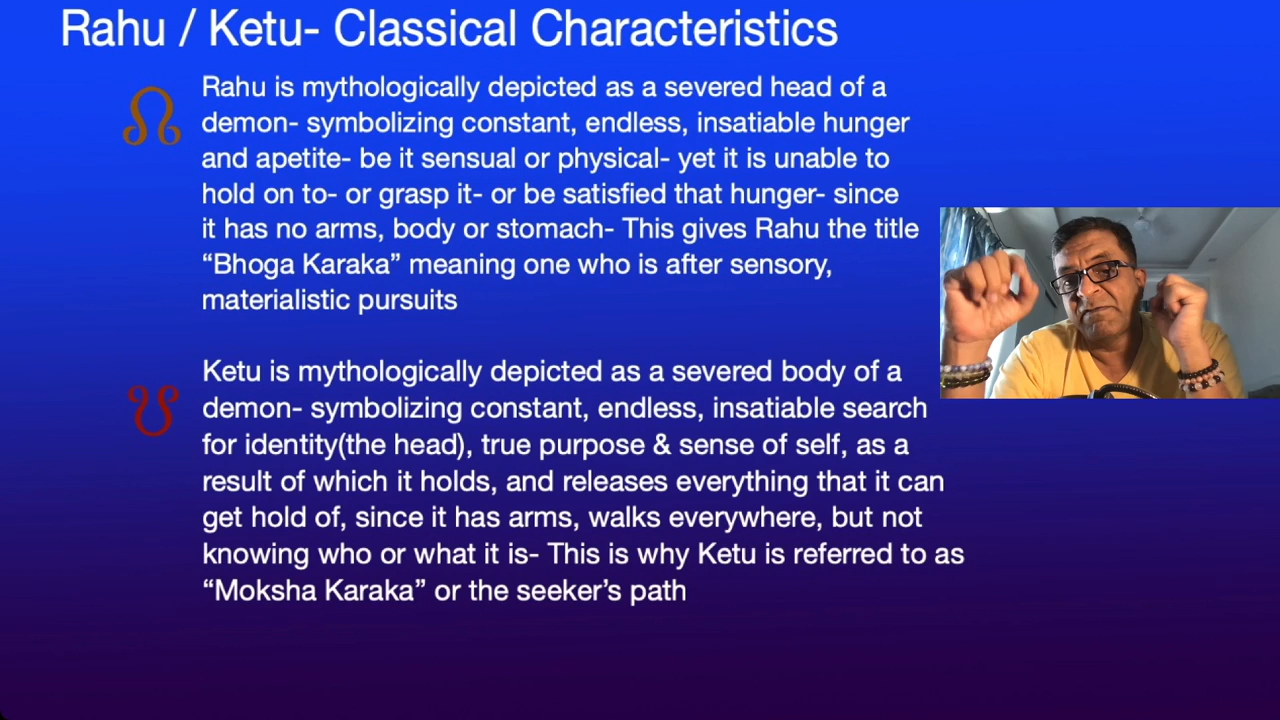 Rahu / Ketu- Classical Characteristics
Rahu is mythologically depicted as a severed head of a
demon- symbolizing constant, endless, insatiable hunger
and apetite- be it sensual or physical- yet it is unable to
hold on to- or grasp it- or be satisfied that hunger- since
it has no arms, body or stomach- This gives Rahu the title
“Bhoga Karaka” meaning one who is after sensory,
materialistic pursuits
Ketu is mythologically depicted as a severed body of a
demon- symbolizing constant, endless, insatiable search
for identity(the head), true purpose & sense of self, as a
result of which it holds, and releases everything that it can
get hold of, since it has arms, walks everywhere, but not
knowing who or what it is- This is why Ketu is referred to as
“Moksha Karaka” or the seeker’s path